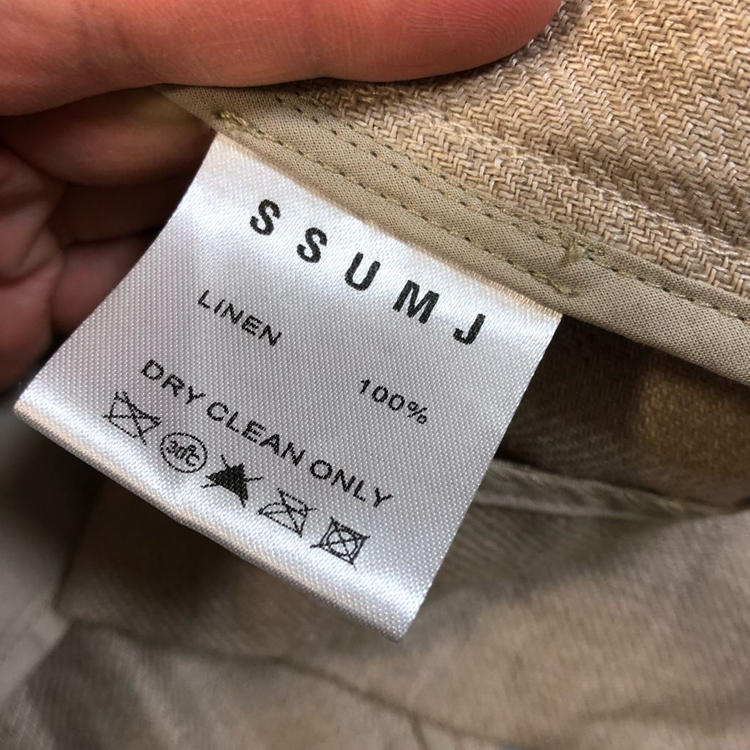 SSUMJ
LINEN 100%
DRY CLEAN ONLY
30°C